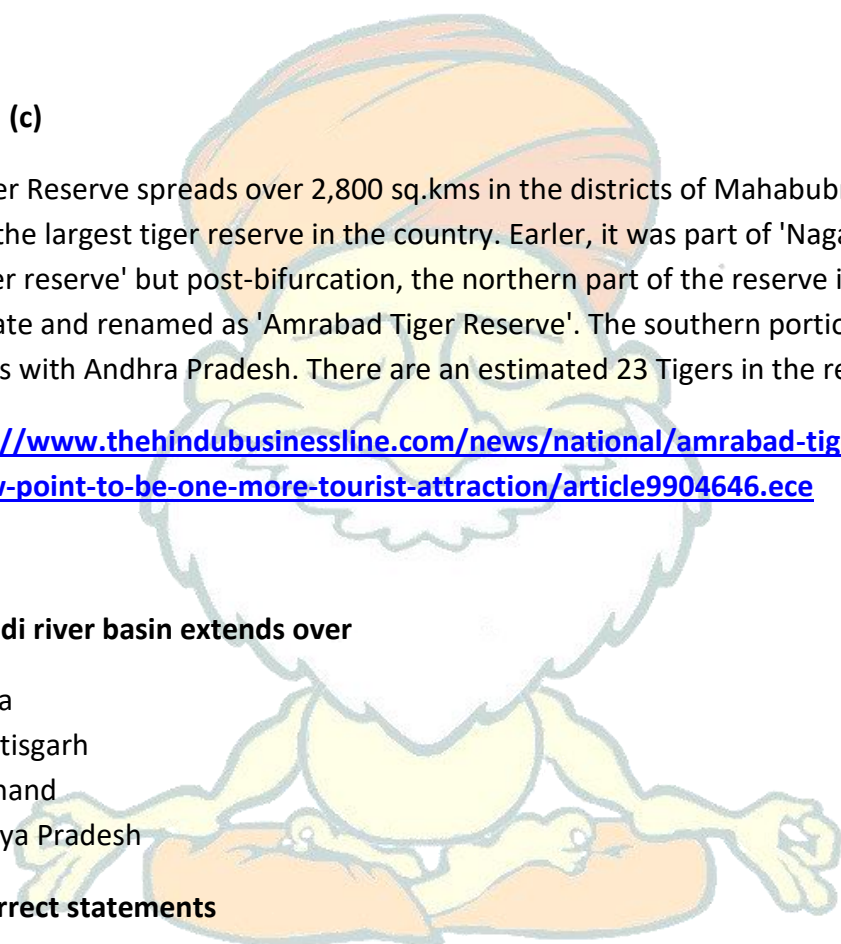 (c)
er Reserve spreads over 2,800 sq.kms in the districts of Mahabub
the largest tiger reserve in the country. Earler, it was part of 'Naga
er reserve' but post-bifurcation, the northern part of the reserve i
ate and renamed as 'Amrabad Tiger Reserve'. The southern portio
s with Andhra Pradesh. There are an estimated 23 Tigers in the re
//www.thehindubusinessline.com/news/national/amrabad-tig
-point-to-be-one-more-tourist-attraction/article9904646.ece
di river basin extends over
a
tisgarh
hand
ya Pradesh
rrect statements